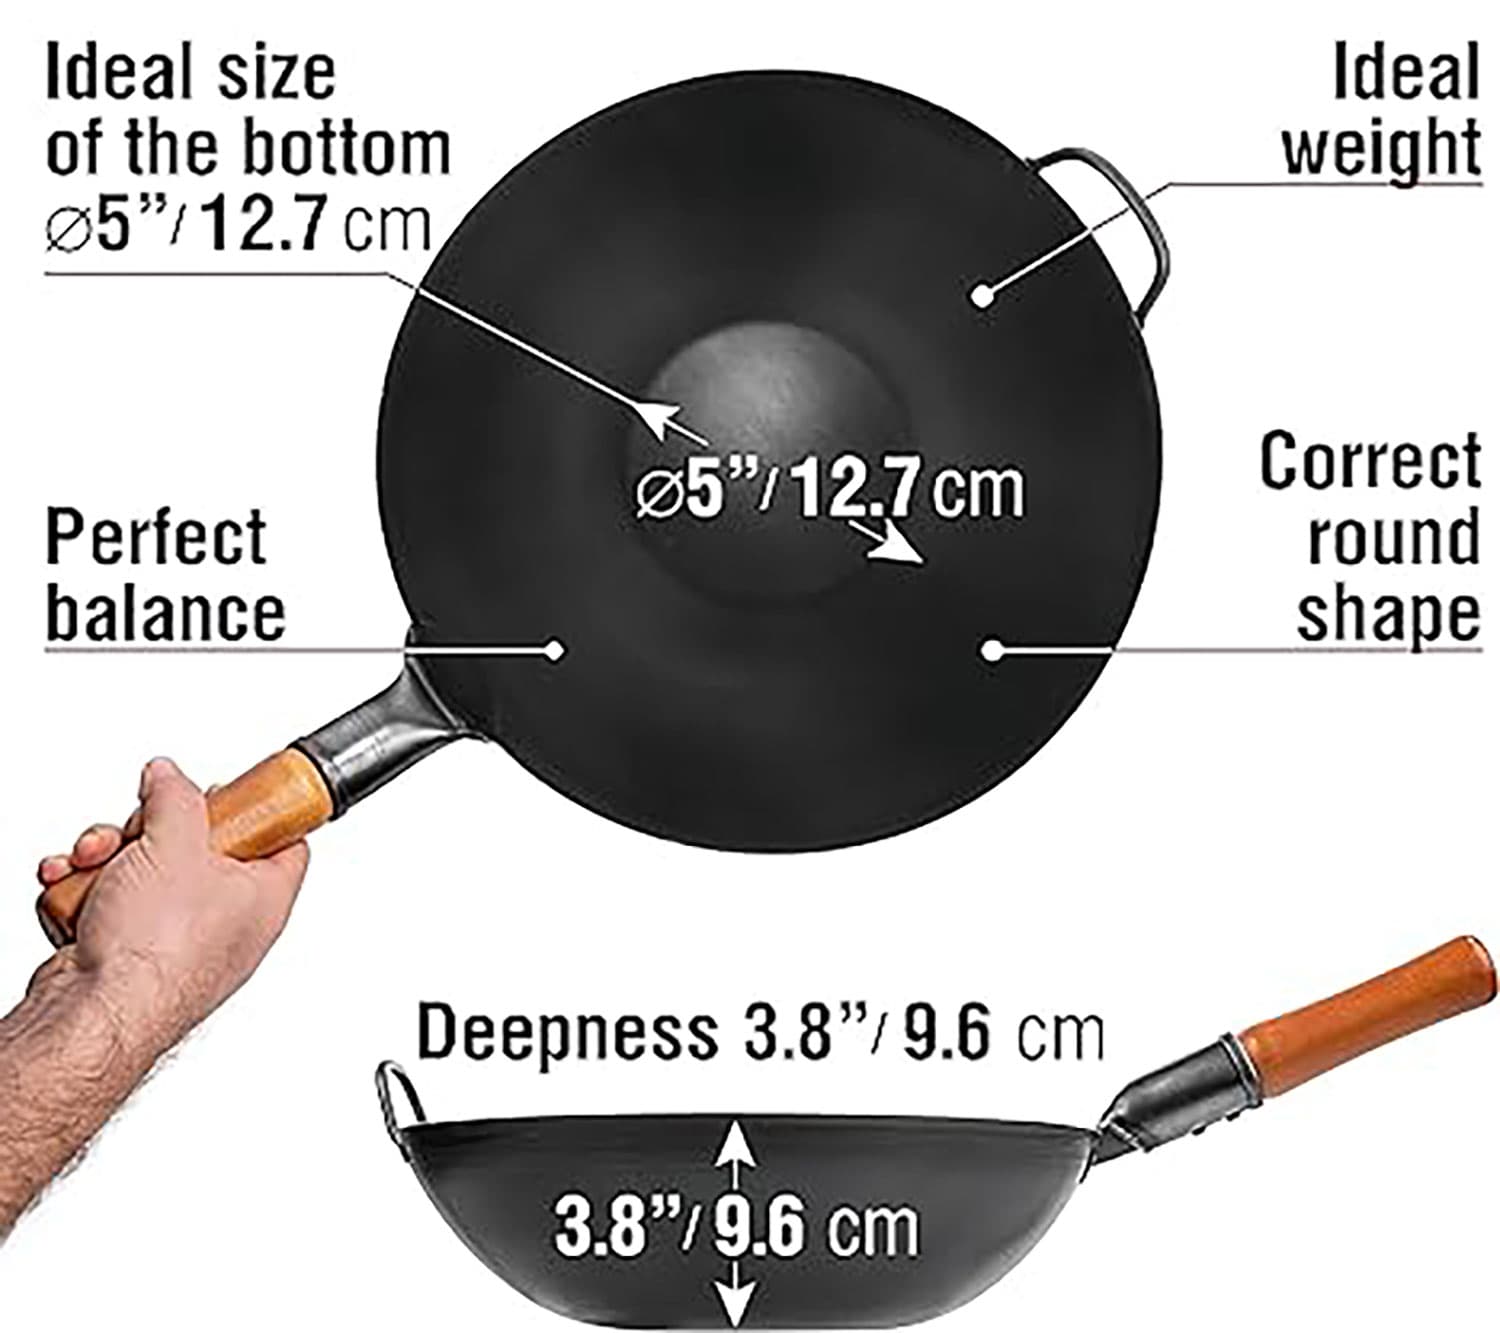 Ideal size
of the bottom
⌀5”/12.7 cm
Ideal
weight
⌀5”/12.7 cm
Perfect
balance
Correct
round
shape
Deepness 3.8”/9.6 cm
3.8”/9.6 cm